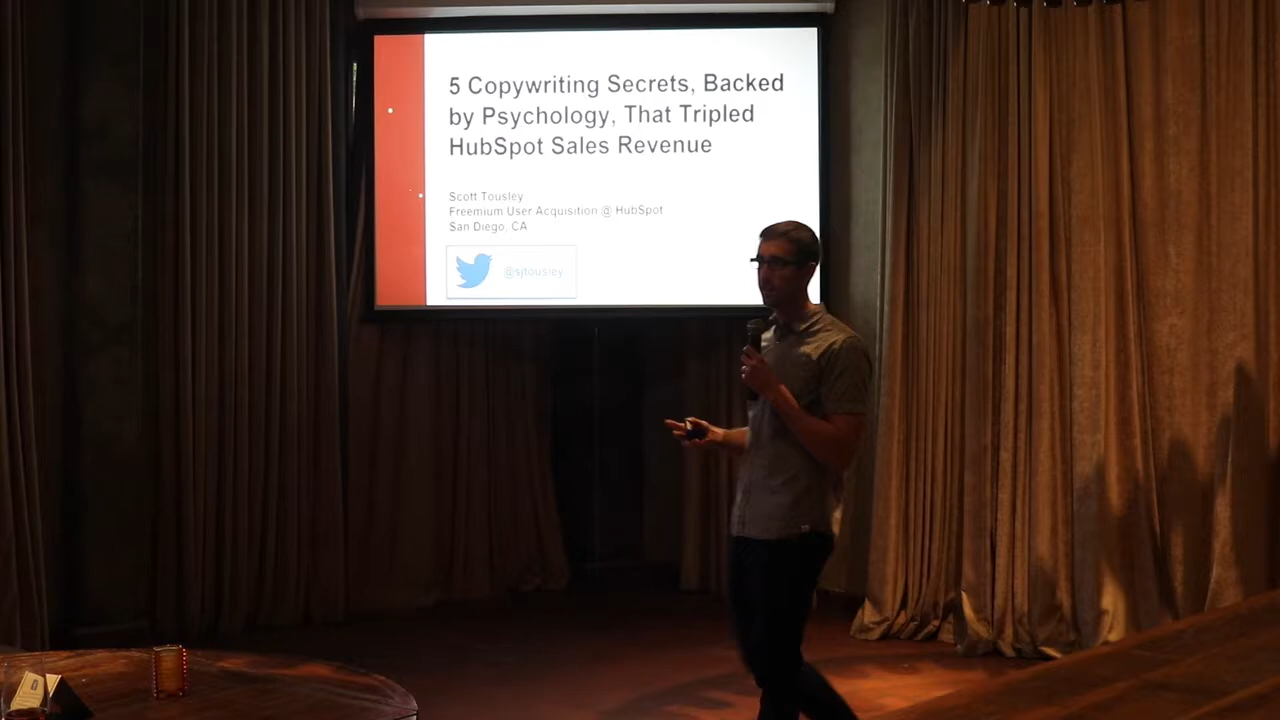 5 Copywriting Secrets, Backed
by Psychology, That Tripled
HubSpot Sales Revenue
Scott Tousley
Freemium User Acquisition @ HubSpot
San Diego, CA
@sjtousley